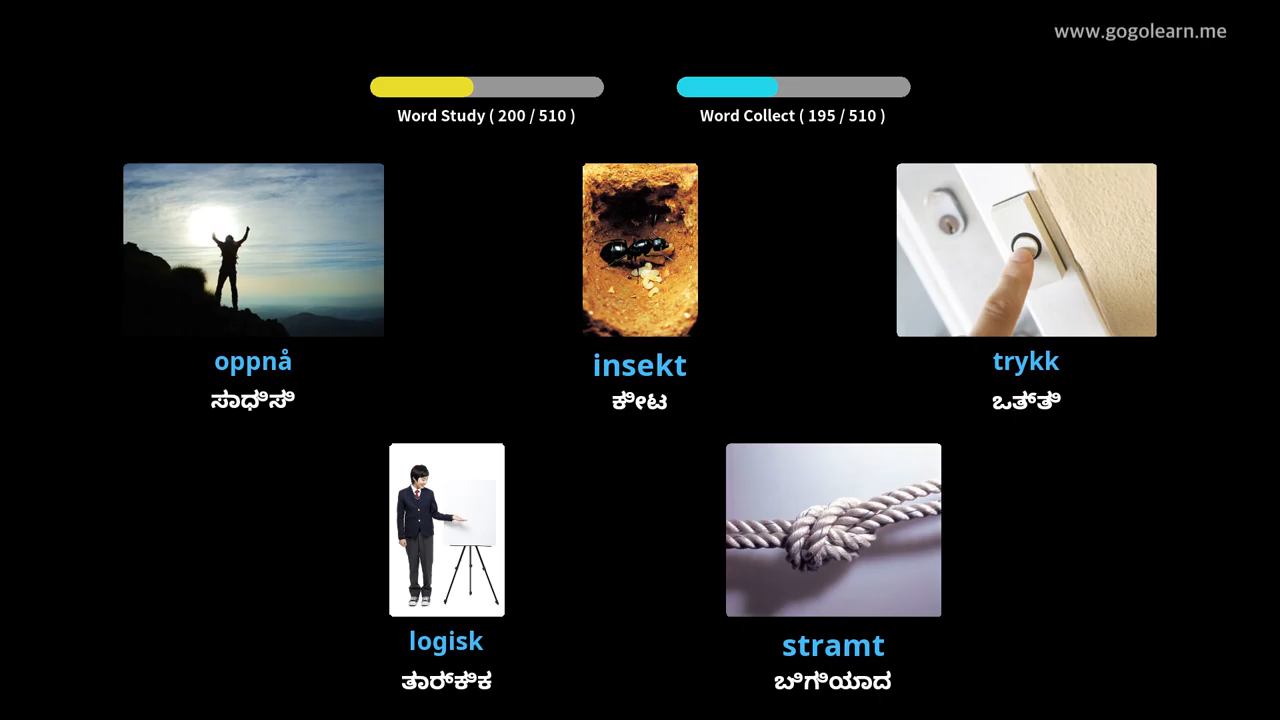 www.gogolearn.me
Word Study ( 200 / 510 )
Word Collect ( 195 / 510 )
oppnå
ಸಾಧಿಸಿ
insekt
ಕೀಟ
trykk
ಒತ್ತಿ
logisk
ತಾರ್ಕಿಕ
stramt
ಬಿಗಿಯಾದ